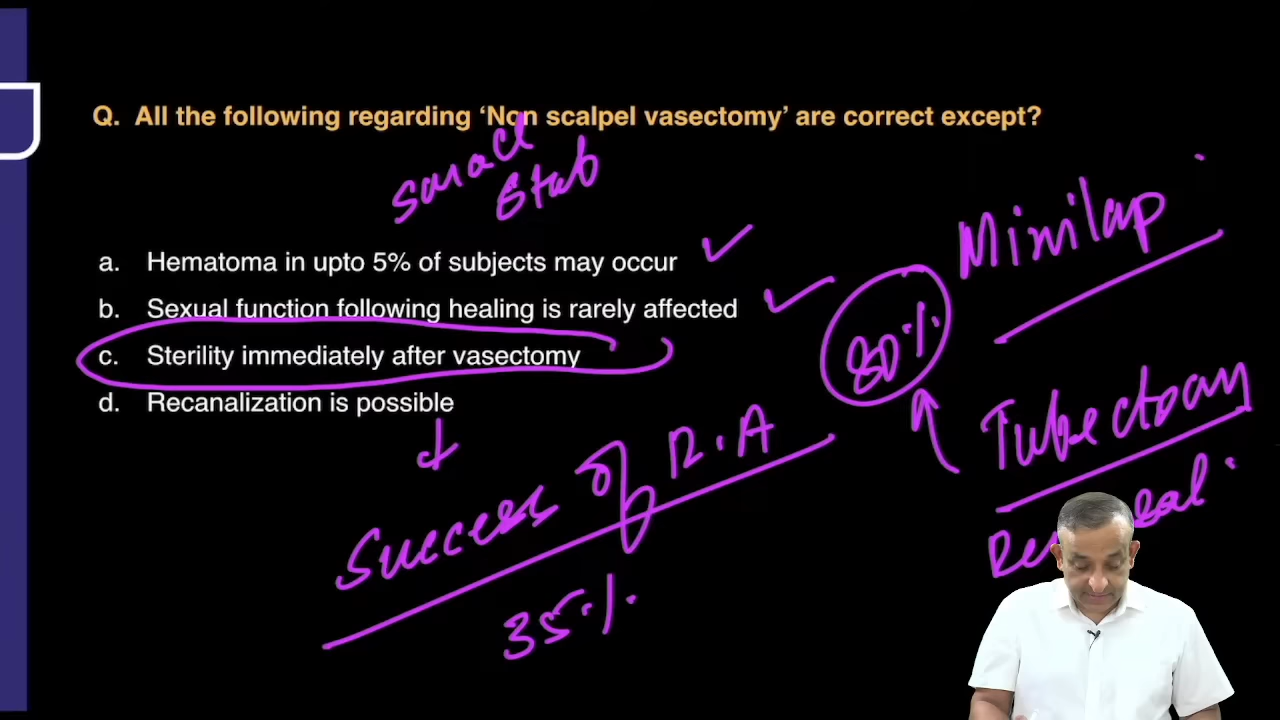 Q. All the following regarding ‘Non scalpel vasectomy’ are correct except?
small
stab
a. Hematoma in upto 5% of subjects may occur
b. Sexual function following healing is rarely affected
c. Sterility immediately after vasectomy
d. Recanalization is possible
Success of R.A
35%
Minilap
80%
Tubectomy